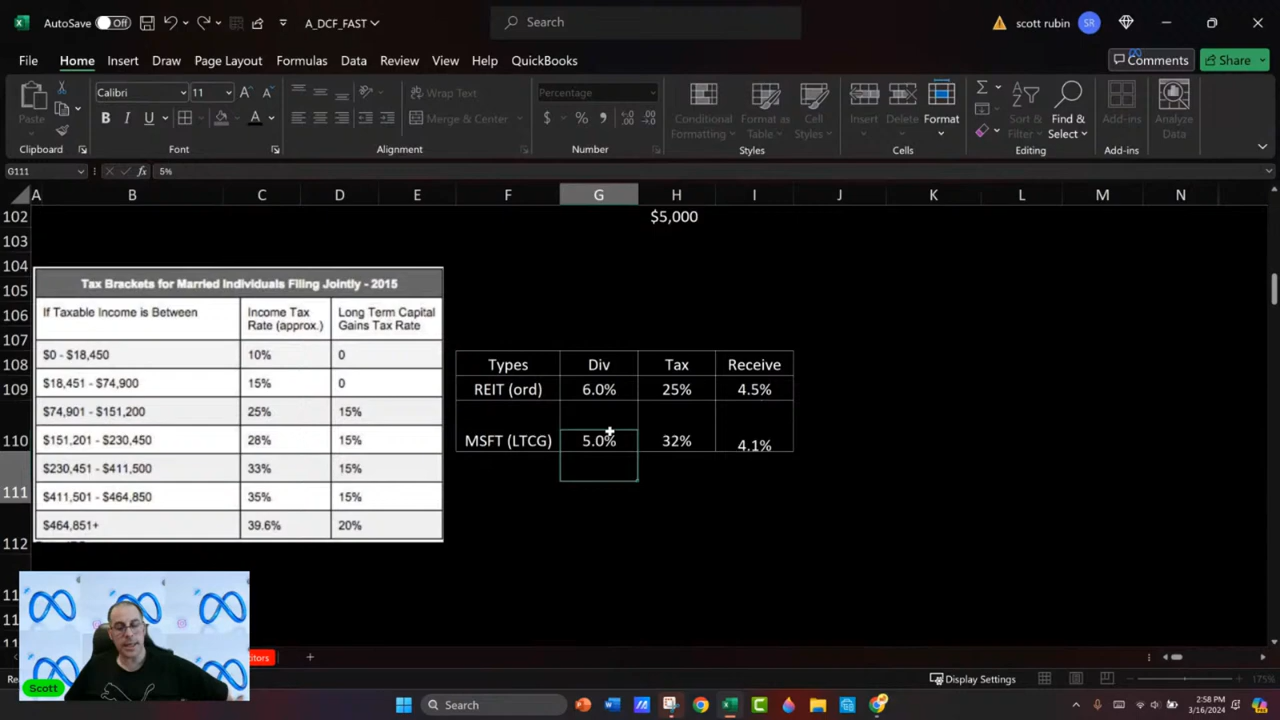 AutoSave Off A_DCF_FAST Search scott rubin SR
File Home Insert Draw Page Layout Formulas Data Review View Help QuickBooks Comments Share
Calibri 11 Wrap Text Percentage
Paste B I U A Merge & Center $ % Conditional Formatting Format as Table Cell Styles Insert Delete Format Sort & Filter Find & Select Add-ins Analyze Data
Clipboard Font Alignment Number Styles Cells Editing Add-ins
G111 fx 5%
A B C D E F G H I J K L M N
102 $5,000
103
104
105 Tax Brackets for Married Individuals Filing Jointly - 2015
106 If Taxable Income is Between Income Tax Rate (approx.) Long Term Capital Gains Tax Rate
107
$0 - $18,450 10% 0
108 Types Div Tax Receive
$18,451 - $74,900 15% 0
109 REIT (ord) 6.0% 25% 4.5%
$74,901 - $151,200 25% 15%
$151,201 - $230,450 28% 15%
110 MSFT (LTCG) 5.0% 32% 4.1%
$230,451 - $411,500 33% 15%
111
$411,501 - $464,850 35% 15%
$464,851+ 39.6% 20%
112
Scott
Display Settings 175%
Search
2:58 PM
3/16/2024